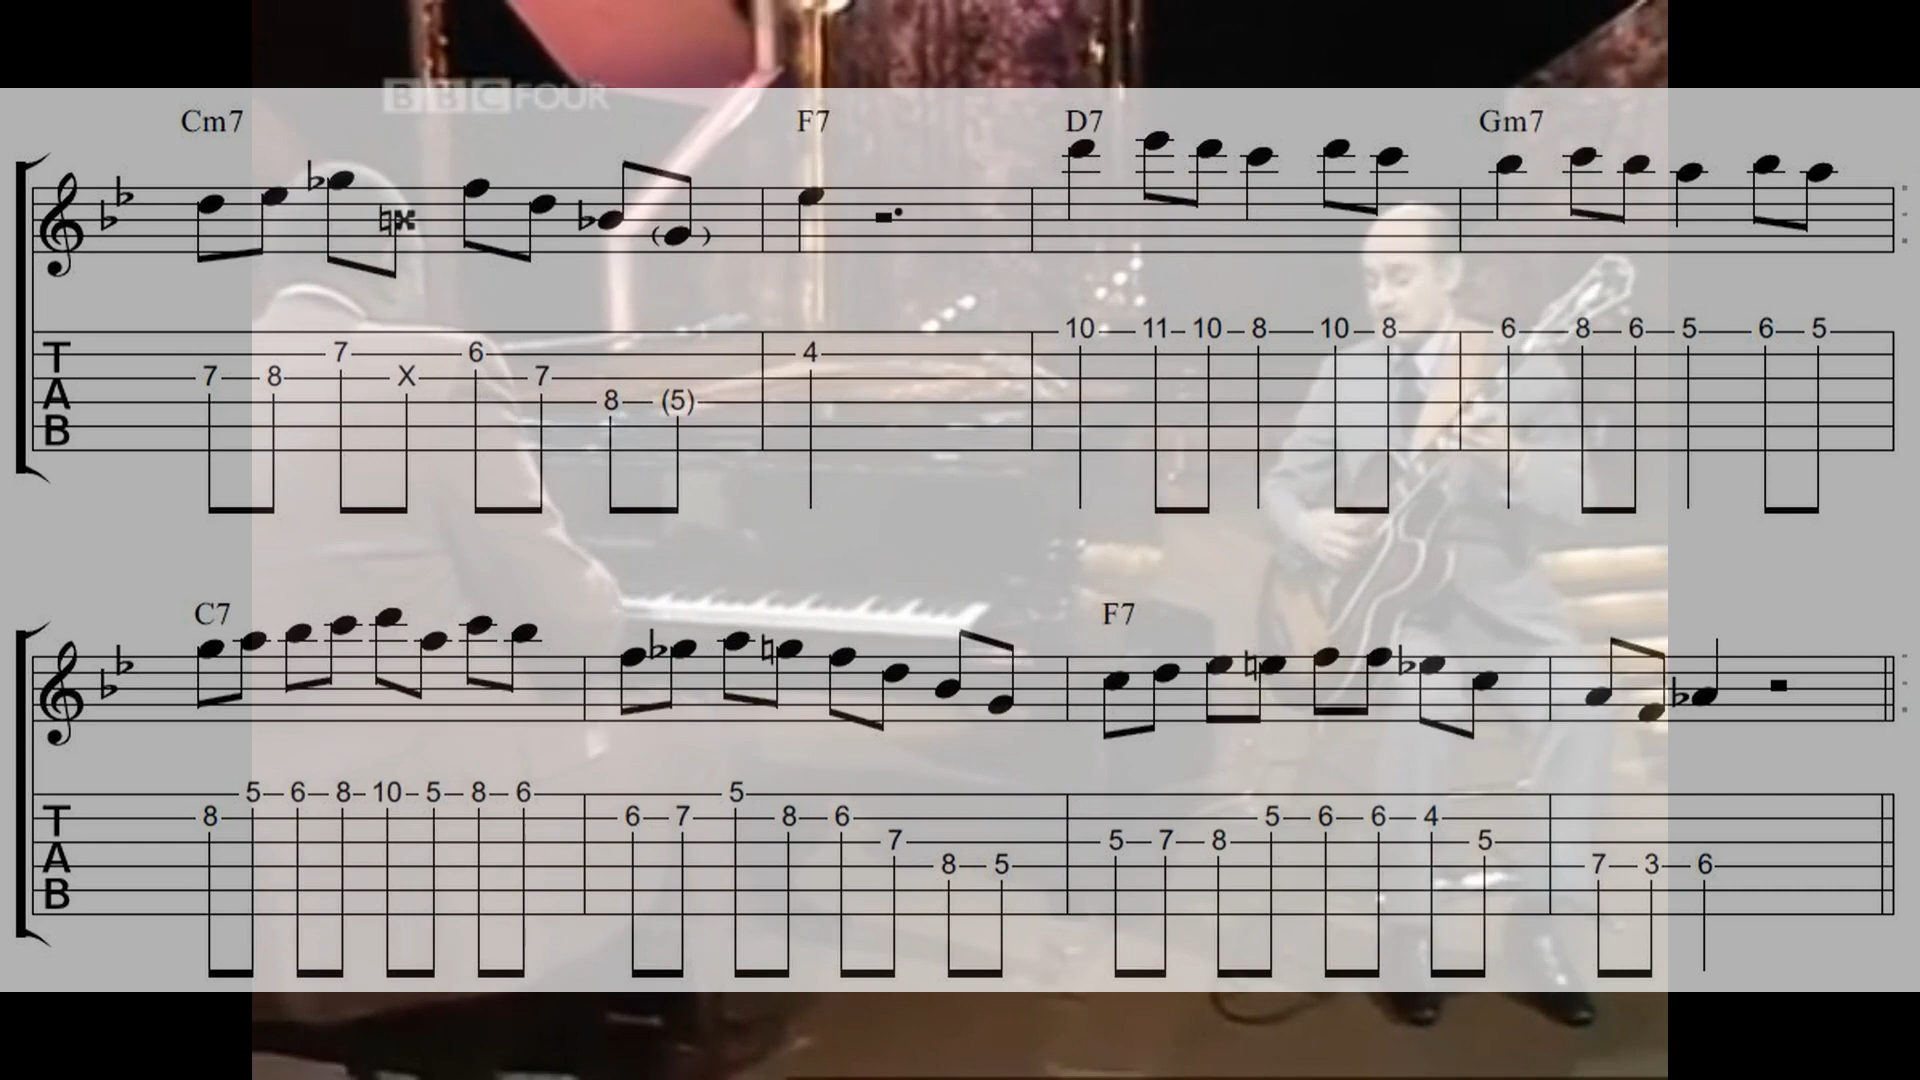 BBC FOUR
Cm7 F7 D7 Gm7
10 11 10 8 10 8 6 8 6 5 6 5
T 7 6 4
7 8 X 7
A 8 (5)
B
C7 F7
5 6 8 10 5 8 6 5
T 8 6 7 8 6 5 6 6 4
7 5 7 8 5
A 8 5 7 3 6
B